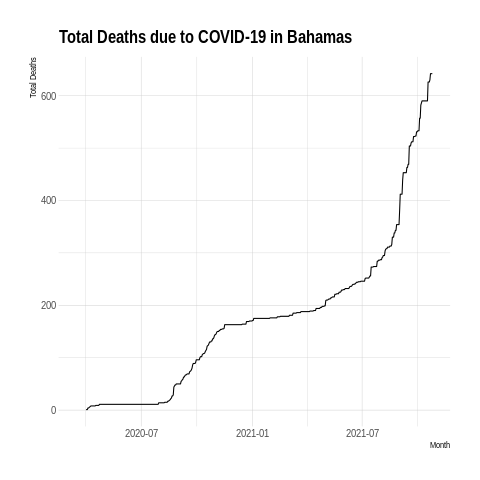 Total Deaths due to COVID-19 in Bahamas
Total Deaths
600
400
200
0
2020-07
2021-01
2021-07
Month